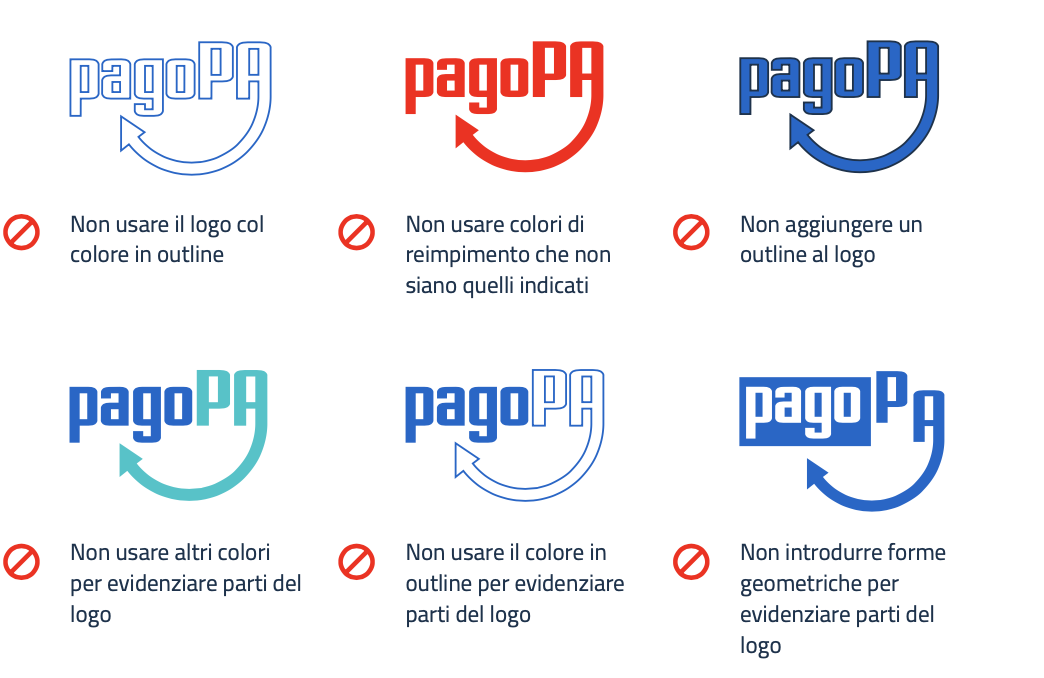 pagoPA
Non usare il logo col
colore in outline
pagoPA
Non usare colori di
reimpimento che non
siano quelli indicati
pagoPA
Non aggiungere un
outline al logo
pagoPA
Non usare altri colori
per evidenziare parti del
logo
pagoPA
Non usare il colore in
outline per evidenziare
parti del logo
pagoPA
Non introdurre forme
geometriche per
evidenziare parti del
logo